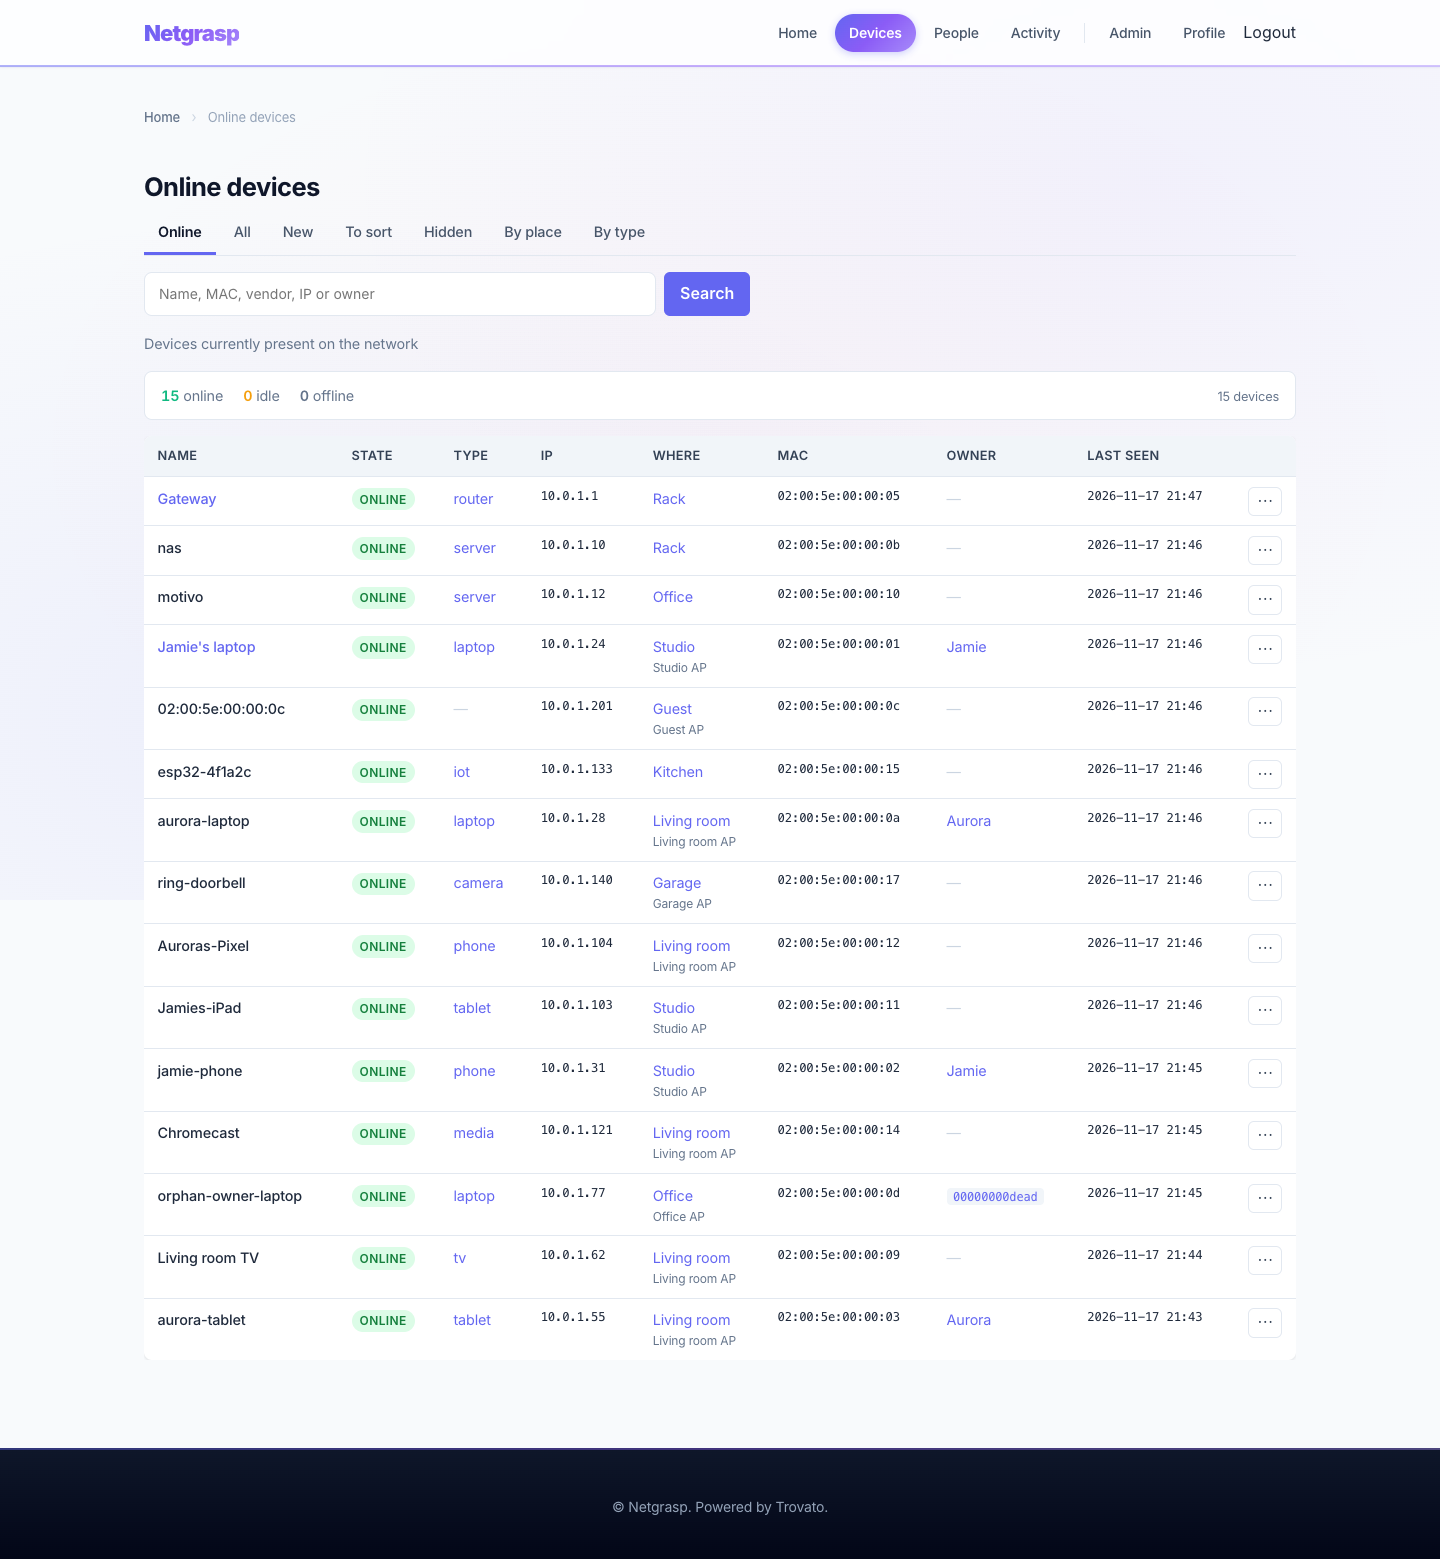 Netgrasp
Home Devices People Activity Admin Profile Logout
Home › Online devices
Online devices
Online All New To sort Hidden By place By type
Name, MAC, vendor, IP or owner Search
Devices currently present on the network
15 online 0 idle 0 offline 15 devices
NAME STATE TYPE IP WHERE MAC OWNER LAST SEEN
Gateway ONLINE router 10.0.1.1 Rack 02:00:5e:00:00:05 — 2026-11-17 21:47 ...
nas ONLINE server 10.0.1.10 Rack 02:00:5e:00:00:0b — 2026-11-17 21:46 ...
motivo ONLINE server 10.0.1.12 Office 02:00:5e:00:00:10 — 2026-11-17 21:46 ...
Jamie's laptop ONLINE laptop 10.0.1.24 Studio 02:00:5e:00:00:01 Jamie 2026-11-17 21:46 ...
Studio AP
02:00:5e:00:00:0c ONLINE — 10.0.1.201 Guest 02:00:5e:00:00:0c — 2026-11-17 21:46 ...
Guest AP
esp32-4f1a2c ONLINE iot 10.0.1.133 Kitchen 02:00:5e:00:00:15 — 2026-11-17 21:46 ...
aurora-laptop ONLINE laptop 10.0.1.28 Living room 02:00:5e:00:00:0a Aurora 2026-11-17 21:46 ...
Living room AP
ring-doorbell ONLINE camera 10.0.1.140 Garage 02:00:5e:00:00:17 — 2026-11-17 21:46 ...
Garage AP
Auroras-Pixel ONLINE phone 10.0.1.104 Living room 02:00:5e:00:00:12 — 2026-11-17 21:46 ...
Living room AP
Jamies-iPad ONLINE tablet 10.0.1.103 Studio 02:00:5e:00:00:11 — 2026-11-17 21:46 ...
Studio AP
jamie-phone ONLINE phone 10.0.1.31 Studio 02:00:5e:00:00:02 Jamie 2026-11-17 21:45 ...
Studio AP
Chromecast ONLINE media 10.0.1.121 Living room 02:00:5e:00:00:14 — 2026-11-17 21:45 ...
Living room AP
orphan-owner-laptop ONLINE laptop 10.0.1.77 Office 02:00:5e:00:00:0d 00000000dead 2026-11-17 21:45 ...
Office AP
Living room TV ONLINE tv 10.0.1.62 Living room 02:00:5e:00:00:09 — 2026-11-17 21:44 ...
Living room AP
aurora-tablet ONLINE tablet 10.0.1.55 Living room 02:00:5e:00:00:03 Aurora 2026-11-17 21:43 ...
Living room AP
© Netgrasp. Powered by Trovato.